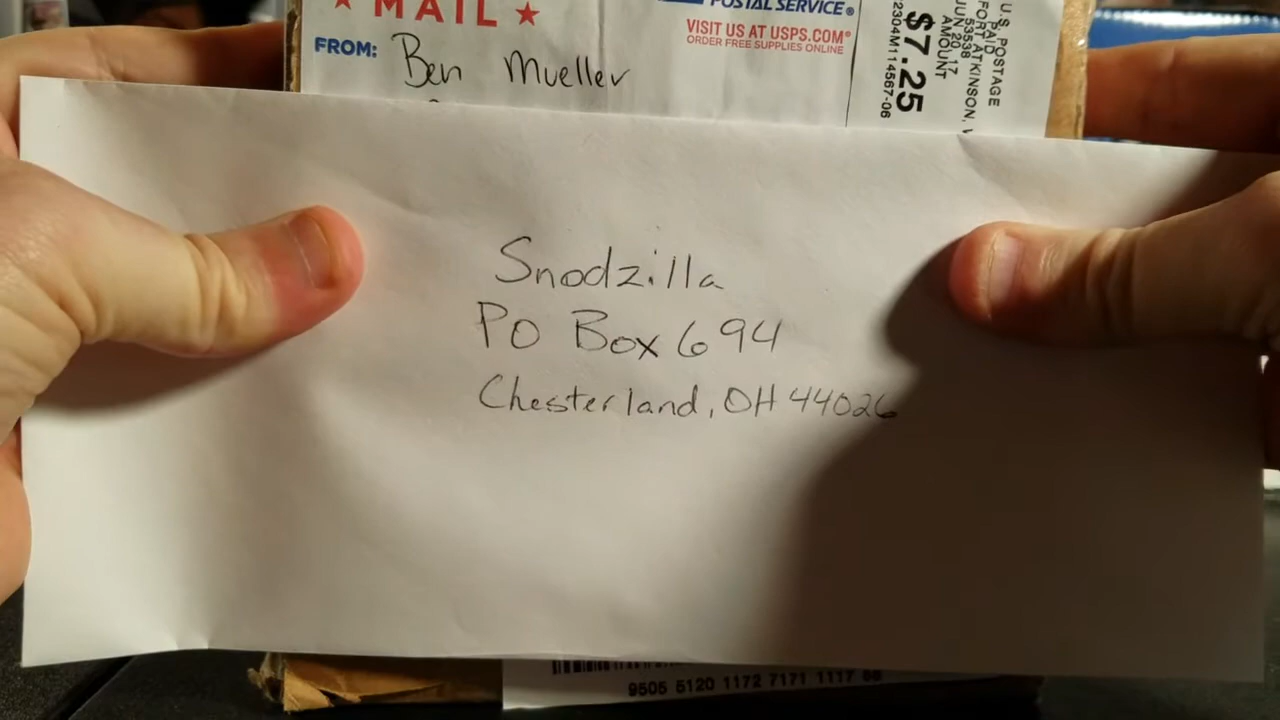 ★ MAIL ★
POSTAL SERVICE®
VISIT US AT USPS.COM®
ORDER FREE SUPPLIES ONLINE
FROM: Ben Mueller
U.S. POSTAGE
PAID
FORT ATKINSON,
53538
JUN 20, 17
AMOUNT
$7.25
2304M114567-06
Snodzilla
PO Box 694
Chesterland, OH 44026
9505 5120 1172 7171 1117